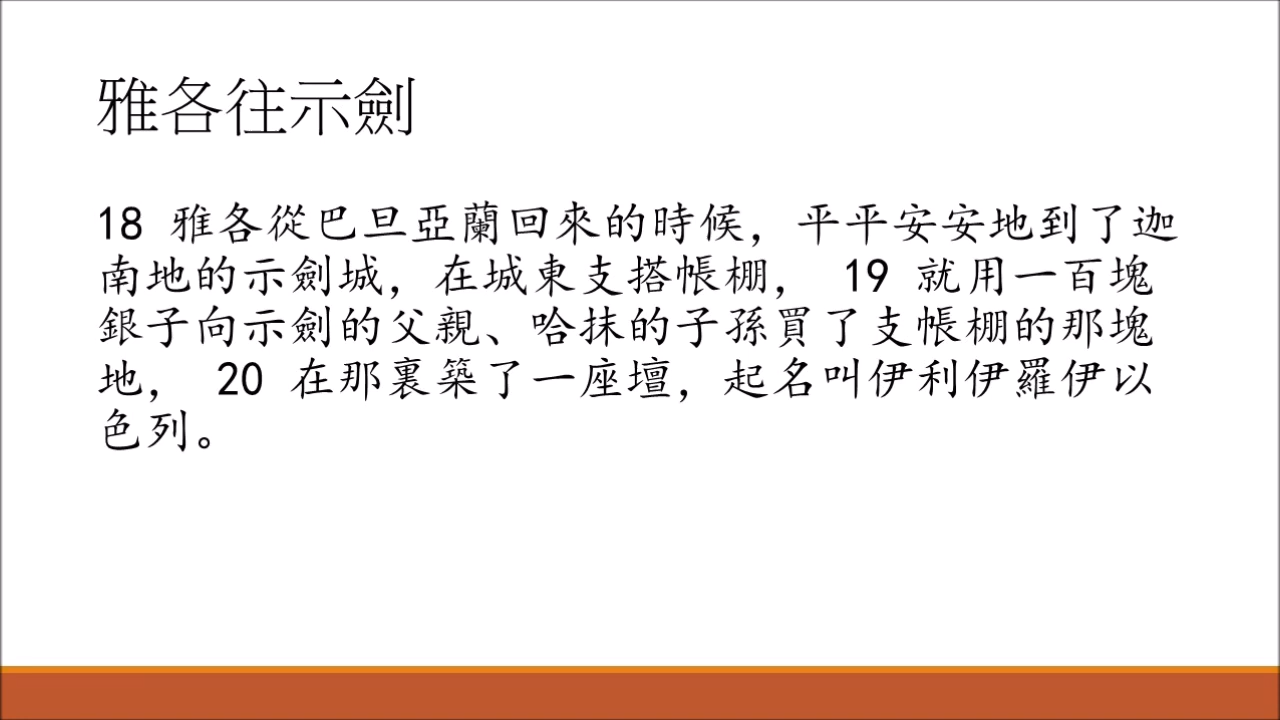 雅各往示劍
18 雅各從巴旦亞蘭回來的時候，平平安安地到了迦
南地的示劍城，在城東支搭帳棚， 19 就用一百塊
銀子向示劍的父親、哈抹的子孫買了支帳棚的那塊
地， 20 在那裏築了一座壇，起名叫伊利伊羅伊以
色列。